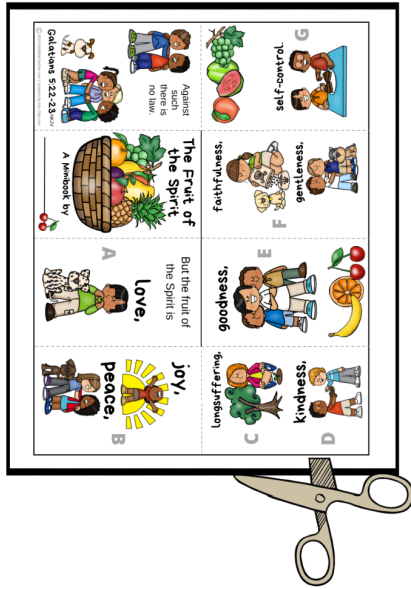 G
self-control.
gentleness,
F
faithfulness,
E
goodness,
kindness,
D
C
Longsuffering,
Against
such
there is
no law.
Galatians 5:22-23 NKJV
The Fruit of
the Spirit
A Minibook by
But the fruit of
the Spirit is
love,
A
joy,
peace,
B